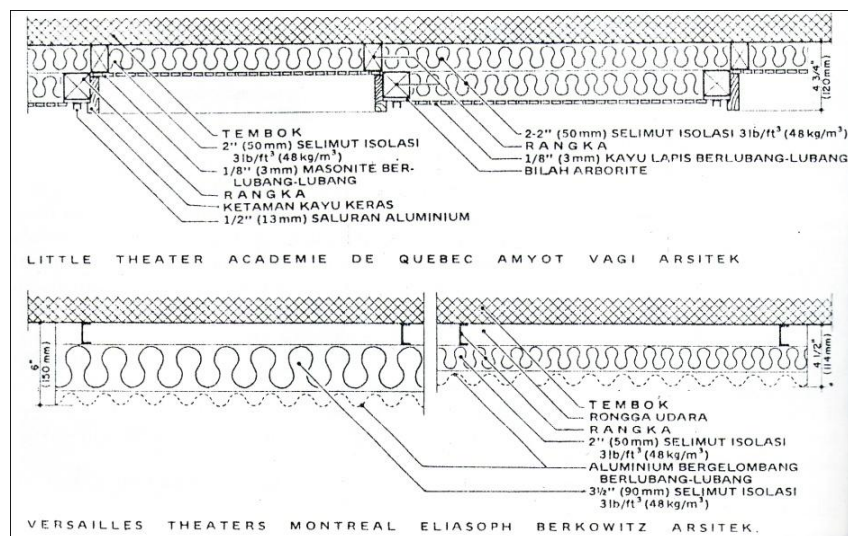 4 3/4"
(120mm)
TEMBOK
2" (50mm) SELIMUT ISOLASI
3lb/ft³ (48kg/m³)
1/8" (3mm) MASONITE BER-
LUBANG-LUBANG
RANGKA
KETAMAN KAYU KERAS
1/2" (13mm) SALURAN ALUMINIUM
2-2" (50mm) SELIMUT ISOLASI 3lb/ft³ (48kg/m³)
RANGKA
1/8" (3mm) KAYU LAPIS BERLUBANG-LUBANG
BILAH ARBORITE
LITTLE THEATER ACADEMIE DE QUEBEC AMYOT VAGI ARSITEK
6"
(150mm)
4 1/2"
(114mm)
TEMBOK
RONGGA UDARA
RANGKA
2" (50mm) SELIMUT ISOLASI
3lb/ft³ (48kg/m³)
ALUMINIUM BERGELOMBANG
BERLUBANG-LUBANG
3½" (90mm) SELIMUT ISOLASI
3lb/ft³ (48kg/m³)
VERSAILLES THEATERS MONTREAL ELIASOPH BERKOWITZ ARSITEK.